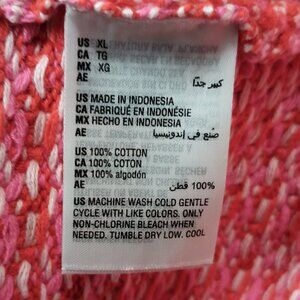 US XL
CA TG
MX XG
AE كبير جدًا
US MADE IN INDONESIA
CA FABRIQUÉ EN INDONÉSIE
MX HECHO EN INDONESIA
AE صنع في إندونيسيا
US 100% COTTON
CA 100% COTON
MX 100% algodón
AE 100% قطن
US MACHINE WASH COLD GENTLE
CYCLE WITH LIKE COLORS. ONLY
NON-CHLORINE BLEACH WHEN
NEEDED. TUMBLE DRY LOW. COOL